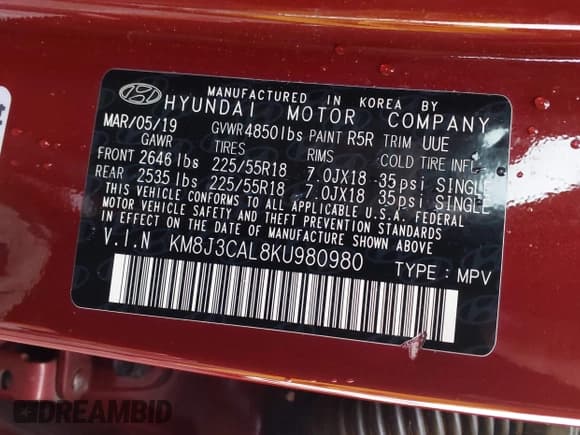 MANUFACTURED IN KOREA BY
HYUNDAI MOTOR COMPANY
MAR/05/19 GVWR 4850lbs PAINT R5R TRIM UUE
GAWR TIRES RIMS COLD TIRE INFL.
FRONT 2646 lbs 225/55R18 7.0JX18 35psi SINGLE
REAR 2535 lbs 225/55R18 7.0JX18 35psi SINGLE
THIS VEHICLE CONFORMS TO ALL APPLICABLE U.S.A. FEDERAL
MOTOR VEHICLE SAFETY AND THEFT PREVENTION STANDARDS
IN EFFECT ON THE DATE OF MANUFACTURE SHOWN ABOVE.
V.I.N KM8J3CAL8KU980980 TYPE : MPV
DREAMBID